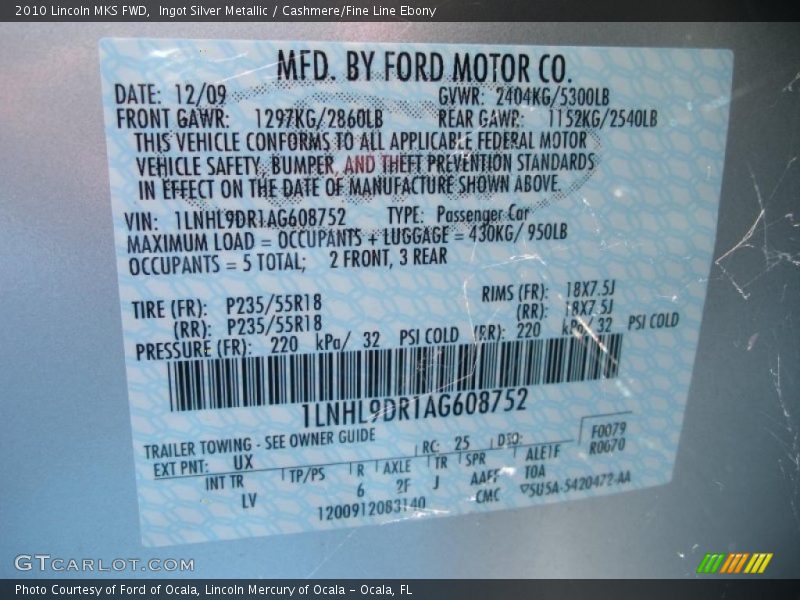 2010 Lincoln MKS FWD,  Ingot Silver Metallic / Cashmere/Fine Line Ebony
MFD. BY FORD MOTOR CO.
DATE: 12/09 GVWR: 2404KG/5300LB
FRONT GAWR: 1297KG/2860LB REAR GAWR: 1152KG/2540LB
THIS VEHICLE CONFORMS TO ALL APPLICABLE FEDERAL MOTOR
VEHICLE SAFETY, BUMPER, AND THEFT PREVENTION STANDARDS
IN EFFECT ON THE DATE OF MANUFACTURE SHOWN ABOVE.
VIN: 1LNHL9DR1AG608752 TYPE: Passenger Car
MAXIMUM LOAD = OCCUPANTS + LUGGAGE = 430KG/ 950LB
OCCUPANTS = 5 TOTAL; 2 FRONT, 3 REAR
TIRE (FR): P235/55R18 RIMS (FR): 18X7.5J
(RR): P235/55R18 (RR): 18X7.5J
PRESSURE (FR): 220 kPa/ 32 PSI COLD (RR): 220 kPa/ 32 PSI COLD
1LNHL9DR1AG608752
TRAILER TOWING - SEE OWNER GUIDE
EXT PNT: UX RC: 25 DSO: F0079
INT TR TP/PS R AXLE TR SPR ALE1F R0670
LV 6 2F J AAFF TOA
1200912083140 CMC ▽5U5A-5420472-AA
GTCARLOT.COM
Photo Courtesy of Ford of Ocala, Lincoln Mercury of Ocala – Ocala, FL